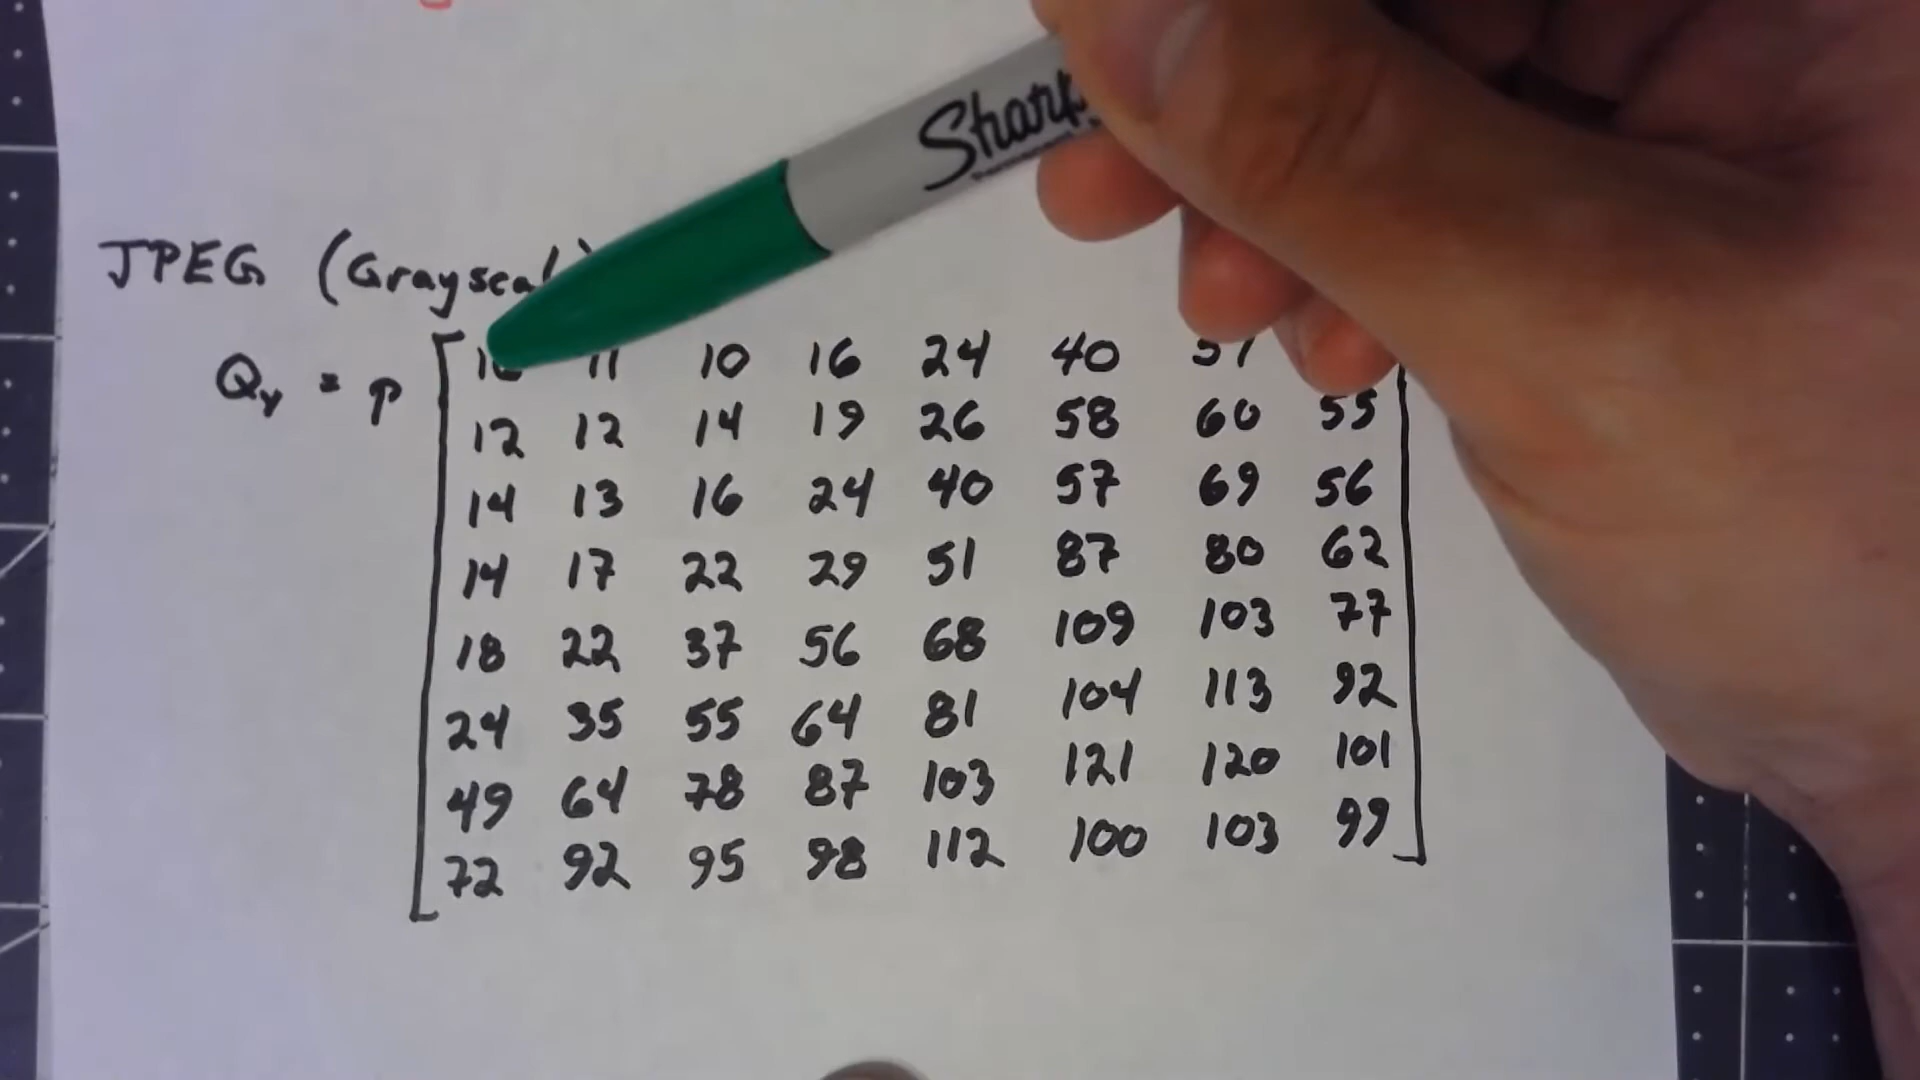 Sharp
JPEG (Grayscal
Qy = p
11 10 16 24 40 51
12 12 14 19 26 58 60 55
14 13 16 24 40 57 69 56
14 17 22 29 51 87 80 62
18 22 37 56 68 109 103 77
24 35 55 64 81 104 113 92
49 64 78 87 103 121 120 101
72 92 95 98 112 100 103 99